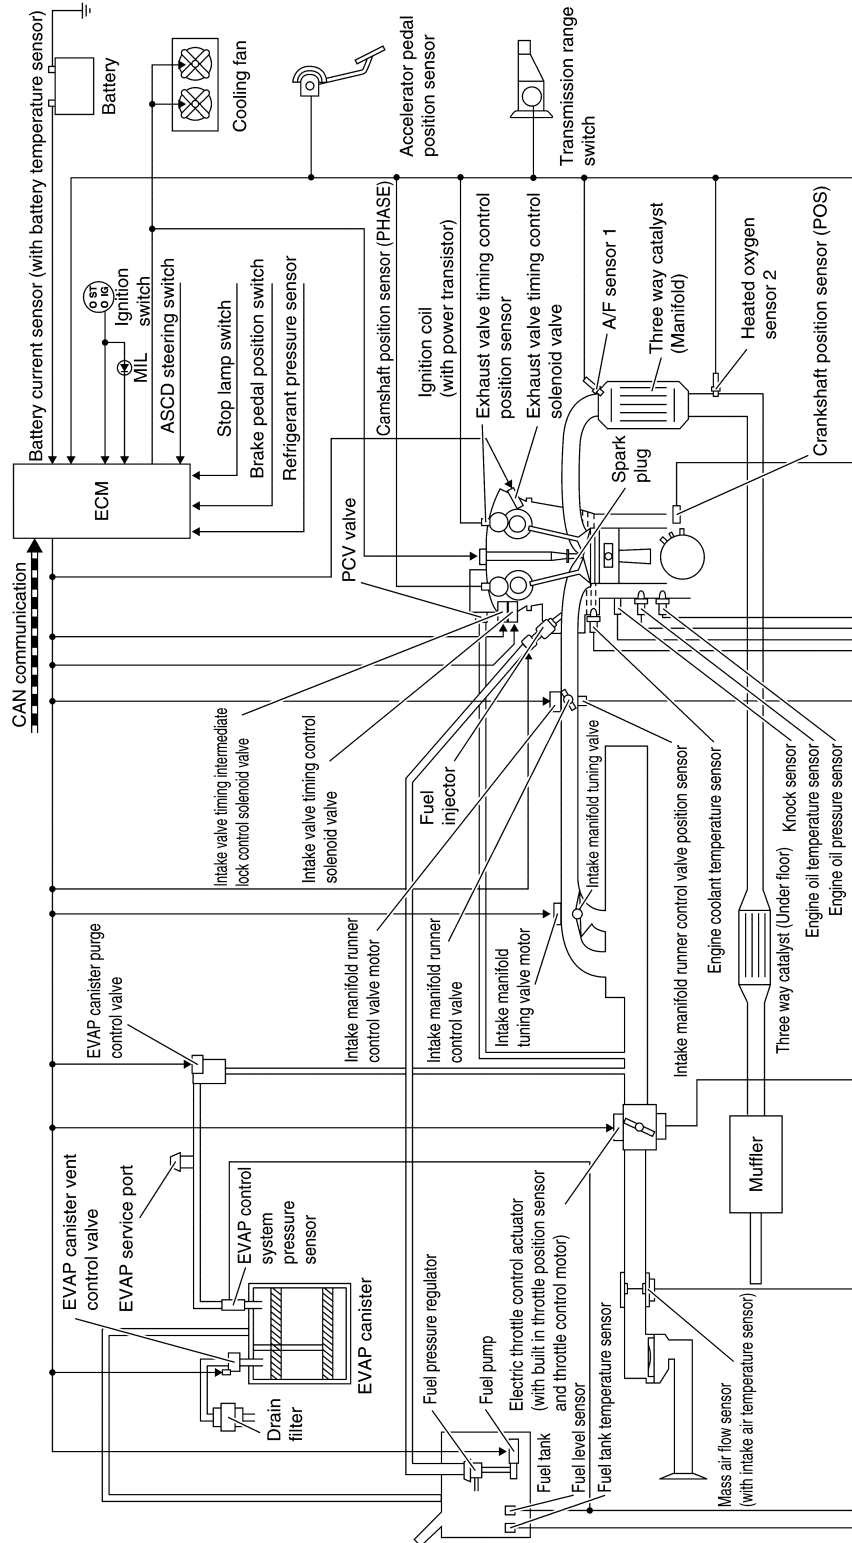 Battery current sensor (with battery temperature sensor)
Battery
Cooling fan
Accelerator pedal
position sensor
Transmission range
switch
ST
O
IG
O
Ignition
switch
MIL
ASCD steering switch
Stop lamp switch
Brake pedal position switch
Refrigerant pressure sensor
ECM
CAN communication
Camshaft position sensor (PHASE)
Ignition coil
(with power transistor)
Exhaust valve timing control
position sensor
Exhaust valve timing control
solenoid valve
A/F sensor 1
Three way catalyst
(Manifold)
Heated oxygen
sensor 2
Crankshaft position sensor (POS)
Spark
plug
PCV valve
Intake valve timing intermediate
lock control solenoid valve
Intake valve timing control
solenoid valve
Fuel
injector
Intake manifold runner
control valve motor
Intake manifold runner
control valve
Intake manifold
tuning valve motor
Intake manifold tuning valve
Intake manifold runner control valve position sensor
Engine coolant temperature sensor
Knock sensor
Engine oil temperature sensor
Engine oil pressure sensor
Three way catalyst (Under floor)
EVAP canister purge
control valve
EVAP canister vent
control valve
EVAP service port
EVAP control
system
pressure
sensor
EVAP canister
Drain
filter
Fuel pressure regulator
Fuel pump
Electric throttle control actuator
(with built in throttle position sensor
and throttle control motor)
Fuel tank
Fuel level sensor
Fuel tank temperature sensor
Muffler
Mass air flow sensor
(with intake air temperature sensor)